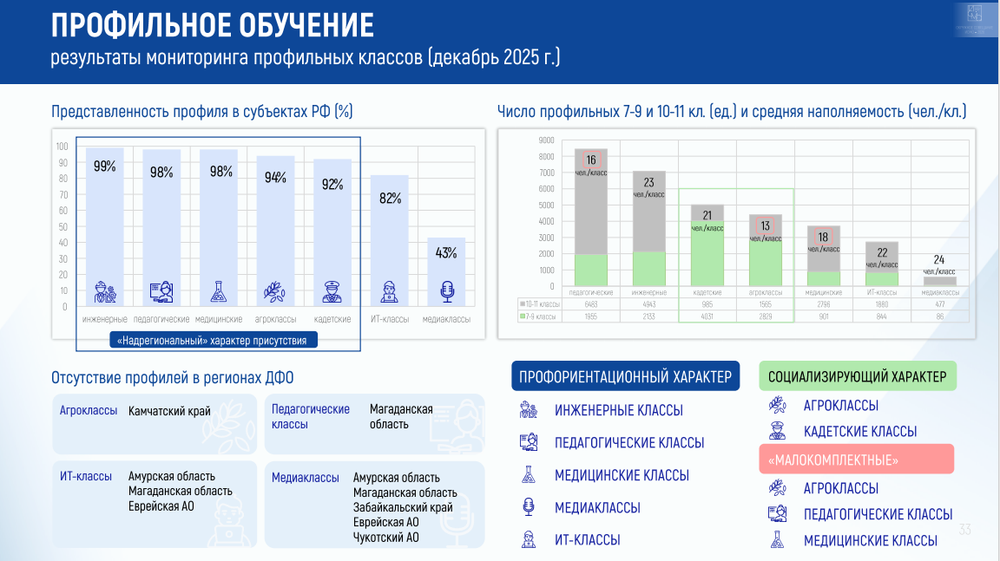 ПРОФИЛЬНОЕ ОБУЧЕНИЕ
результаты мониторинга профильных классов (декабрь 2025 г.)
Представленность профиля в субъектах РФ (%)
100
90
80
70
60
50
40
30
20
10
0
99%
98%
98%
94%
92%
82%
43%
инженерные
педагогические
медицинские
агроклассы
кадетские
ИТ-классы
медиаклассы
«Надрегиональный» характер присутствия
Число профильных 7-9 и 10-11 кл. (ед.) и средняя наполняемость (чел./кл.)
9000
8000
7000
6000
5000
4000
3000
2000
1000
0
16
чел./класс
23
чел./класс
21
чел./класс
13
чел./класс
18
чел./класс
22
чел./класс
24
чел./класс
педагогические инженерные кадетские агроклассы медицинские ИТ-классы медиаклассы
10-11 классы 6483 4943 985 1565 2796 1880 477
7-9 классы 1955 2133 4031 2829 901 844 86
Отсутствие профилей в регионах ДФО
Агроклассы
Камчатский край
Педагогические
классы
Магаданская
область
ИТ-классы
Амурская область
Магаданская область
Еврейская АО
Медиаклассы
Амурская область
Магаданская область
Забайкальский край
Еврейская АО
Чукотский АО
ПРОФОРИЕНТАЦИОННЫЙ ХАРАКТЕР
ИНЖЕНЕРНЫЕ КЛАССЫ
ПЕДАГОГИЧЕСКИЕ КЛАССЫ
МЕДИЦИНСКИЕ КЛАССЫ
МЕДИАКЛАССЫ
ИТ-КЛАССЫ
СОЦИАЛИЗИРУЮЩИЙ ХАРАКТЕР
АГРОКЛАССЫ
КАДЕТСКИЕ КЛАССЫ
«МАЛОКОМПЛЕКТНЫЕ»
АГРОКЛАССЫ
ПЕДАГОГИЧЕСКИЕ КЛАССЫ
МЕДИЦИНСКИЕ КЛАССЫ
33